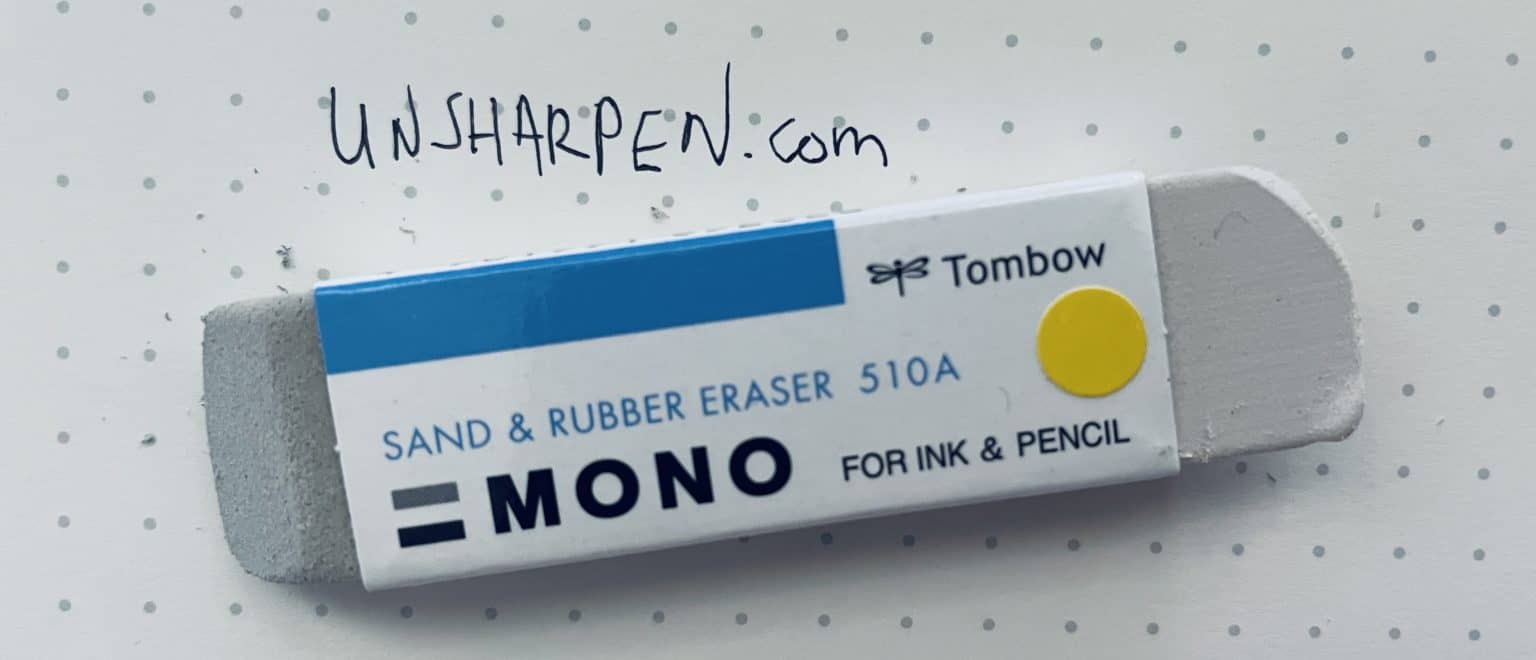 UNSHARPEN.com
Tombow
SAND & RUBBER ERASER 510A
MONO
FOR INK & PENCIL